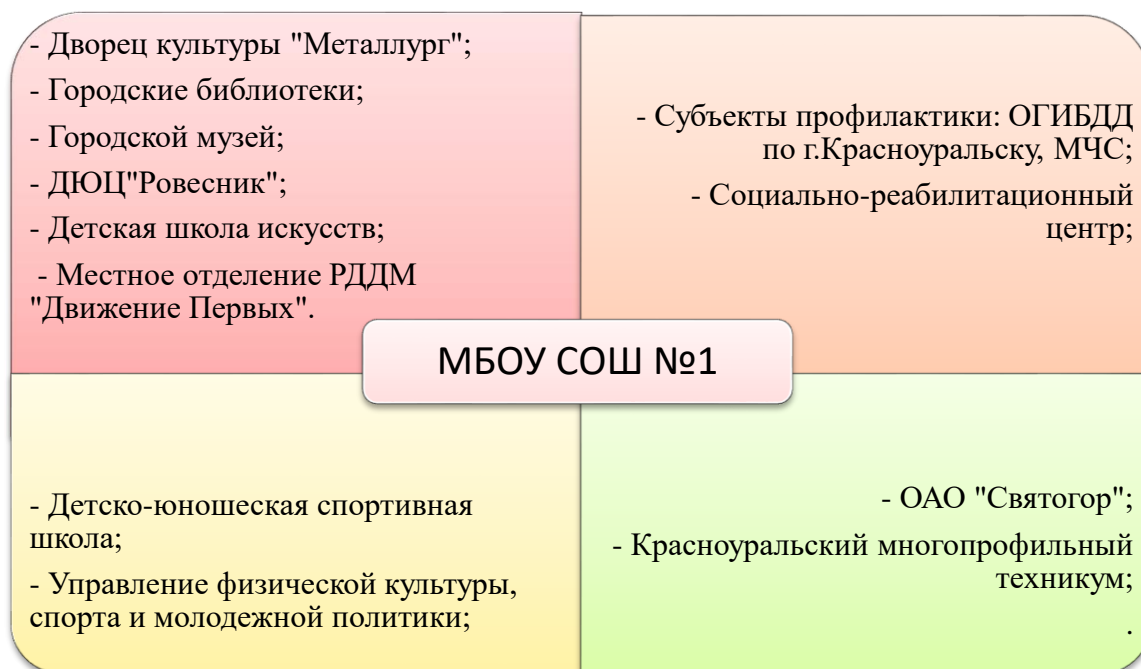 - Дворец культуры "Металлург";
- Городские библиотеки;
- Городской музей;
- ДЮЦ"Ровесник";
- Детская школа искусств;
- Местное отделение РДДМ
"Движение Первых".
- Субъекты профилактики: ОГИБДД
по г.Красноуральску, МЧС;
- Социально-реабилитационный
центр;
МБОУ СОШ №1
- Детско-юношеская спортивная
школа;
- Управление физической культуры,
спорта и молодежной политики;
- ОАО "Святогор";
- Красноуральский многопрофильный
техникум;
.